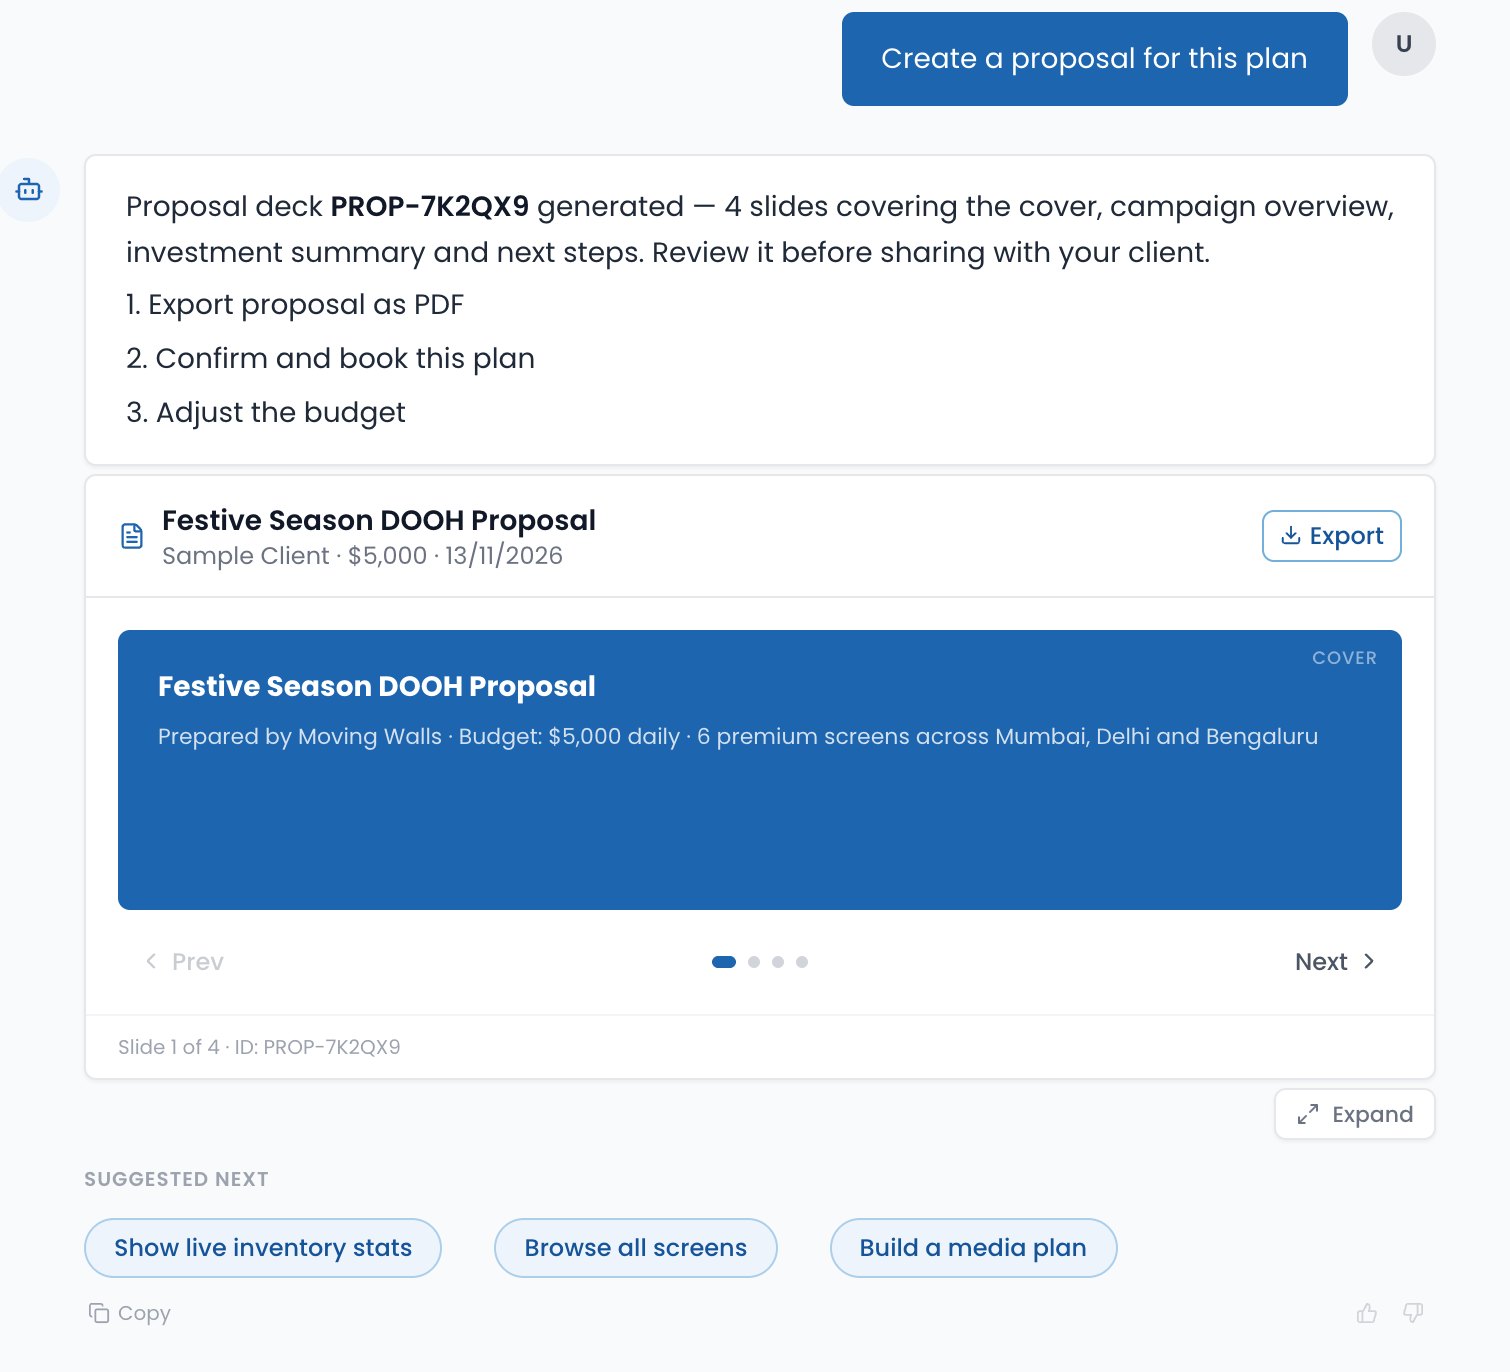 Create a proposal for this plan
U
Proposal deck PROP-7K2QX9 generated — 4 slides covering the cover, campaign overview,
investment summary and next steps. Review it before sharing with your client.
1. Export proposal as PDF
2. Confirm and book this plan
3. Adjust the budget
Festive Season DOOH Proposal
Sample Client · $5,000 · 13/11/2026
Export
COVER
Festive Season DOOH Proposal
Prepared by Moving Walls · Budget: $5,000 daily · 6 premium screens across Mumbai, Delhi and Bengaluru
Prev
Next
Slide 1 of 4 · ID: PROP-7K2QX9
Expand
SUGGESTED NEXT
Show live inventory stats
Browse all screens
Build a media plan
Copy